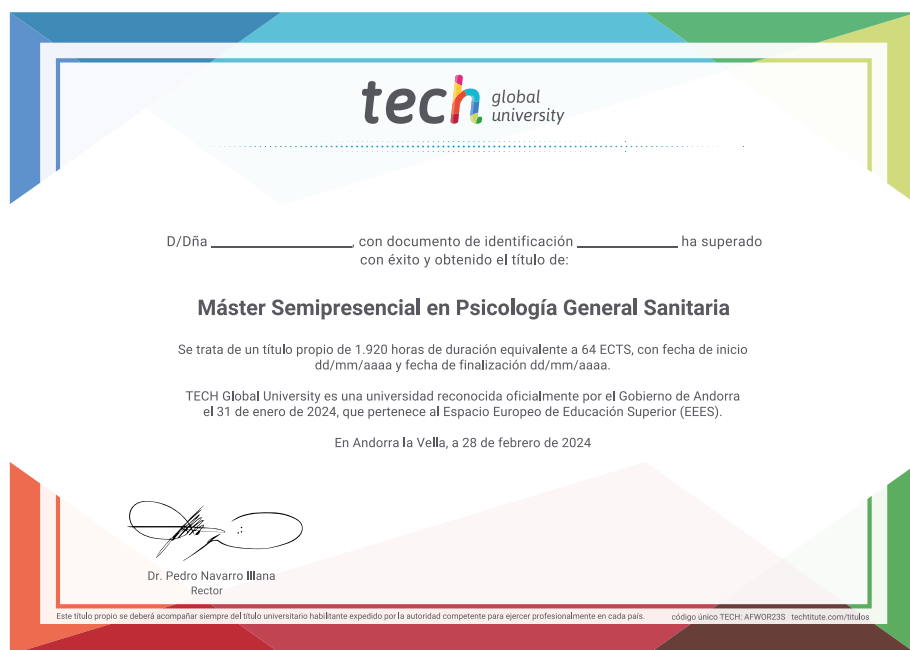 tech global university
D/Dña ____________, con documento de identificación ____________ ha superado
con éxito y obtenido el título de:
Máster Semipresencial en Psicología General Sanitaria
Se trata de un título propio de 1.920 horas de duración equivalente a 64 ECTS, con fecha de inicio
dd/mm/aaaa y fecha de finalización dd/mm/aaaa.
TECH Global University es una universidad reconocida oficialmente por el Gobierno de Andorra
el 31 de enero de 2024, que pertenece al Espacio Europeo de Educación Superior (EEES).
En Andorra la Vella, a 28 de febrero de 2024
Dr. Pedro Navarro Illana
Rector
Este título propio se deberá acompañar siempre del título universitario habilitante expedido por la autoridad competente para ejercer profesionalmente en cada país.
código único TECH: AFWOR23S techtitute.com/titulos